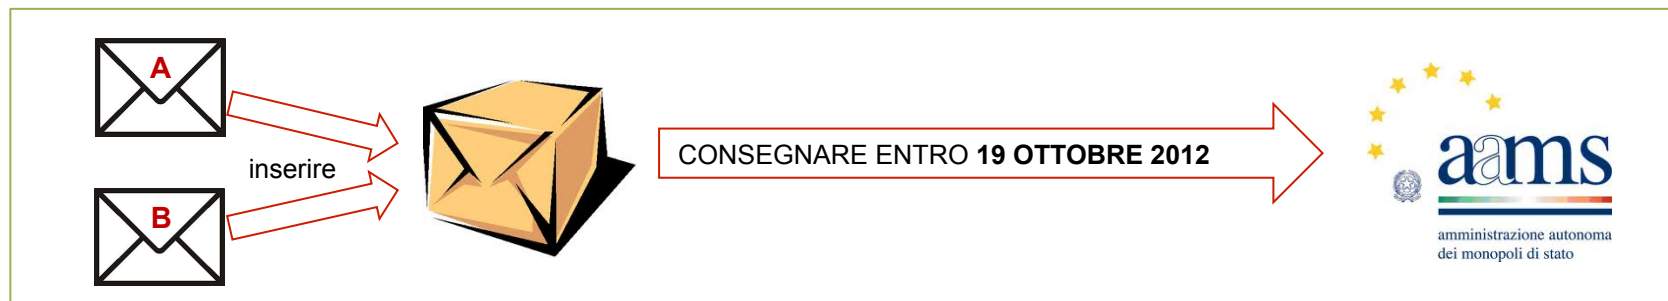 A
inserire
B
CONSEGNARE ENTRO 19 OTTOBRE 2012
aams
amministrazione autonoma
dei monopoli di stato